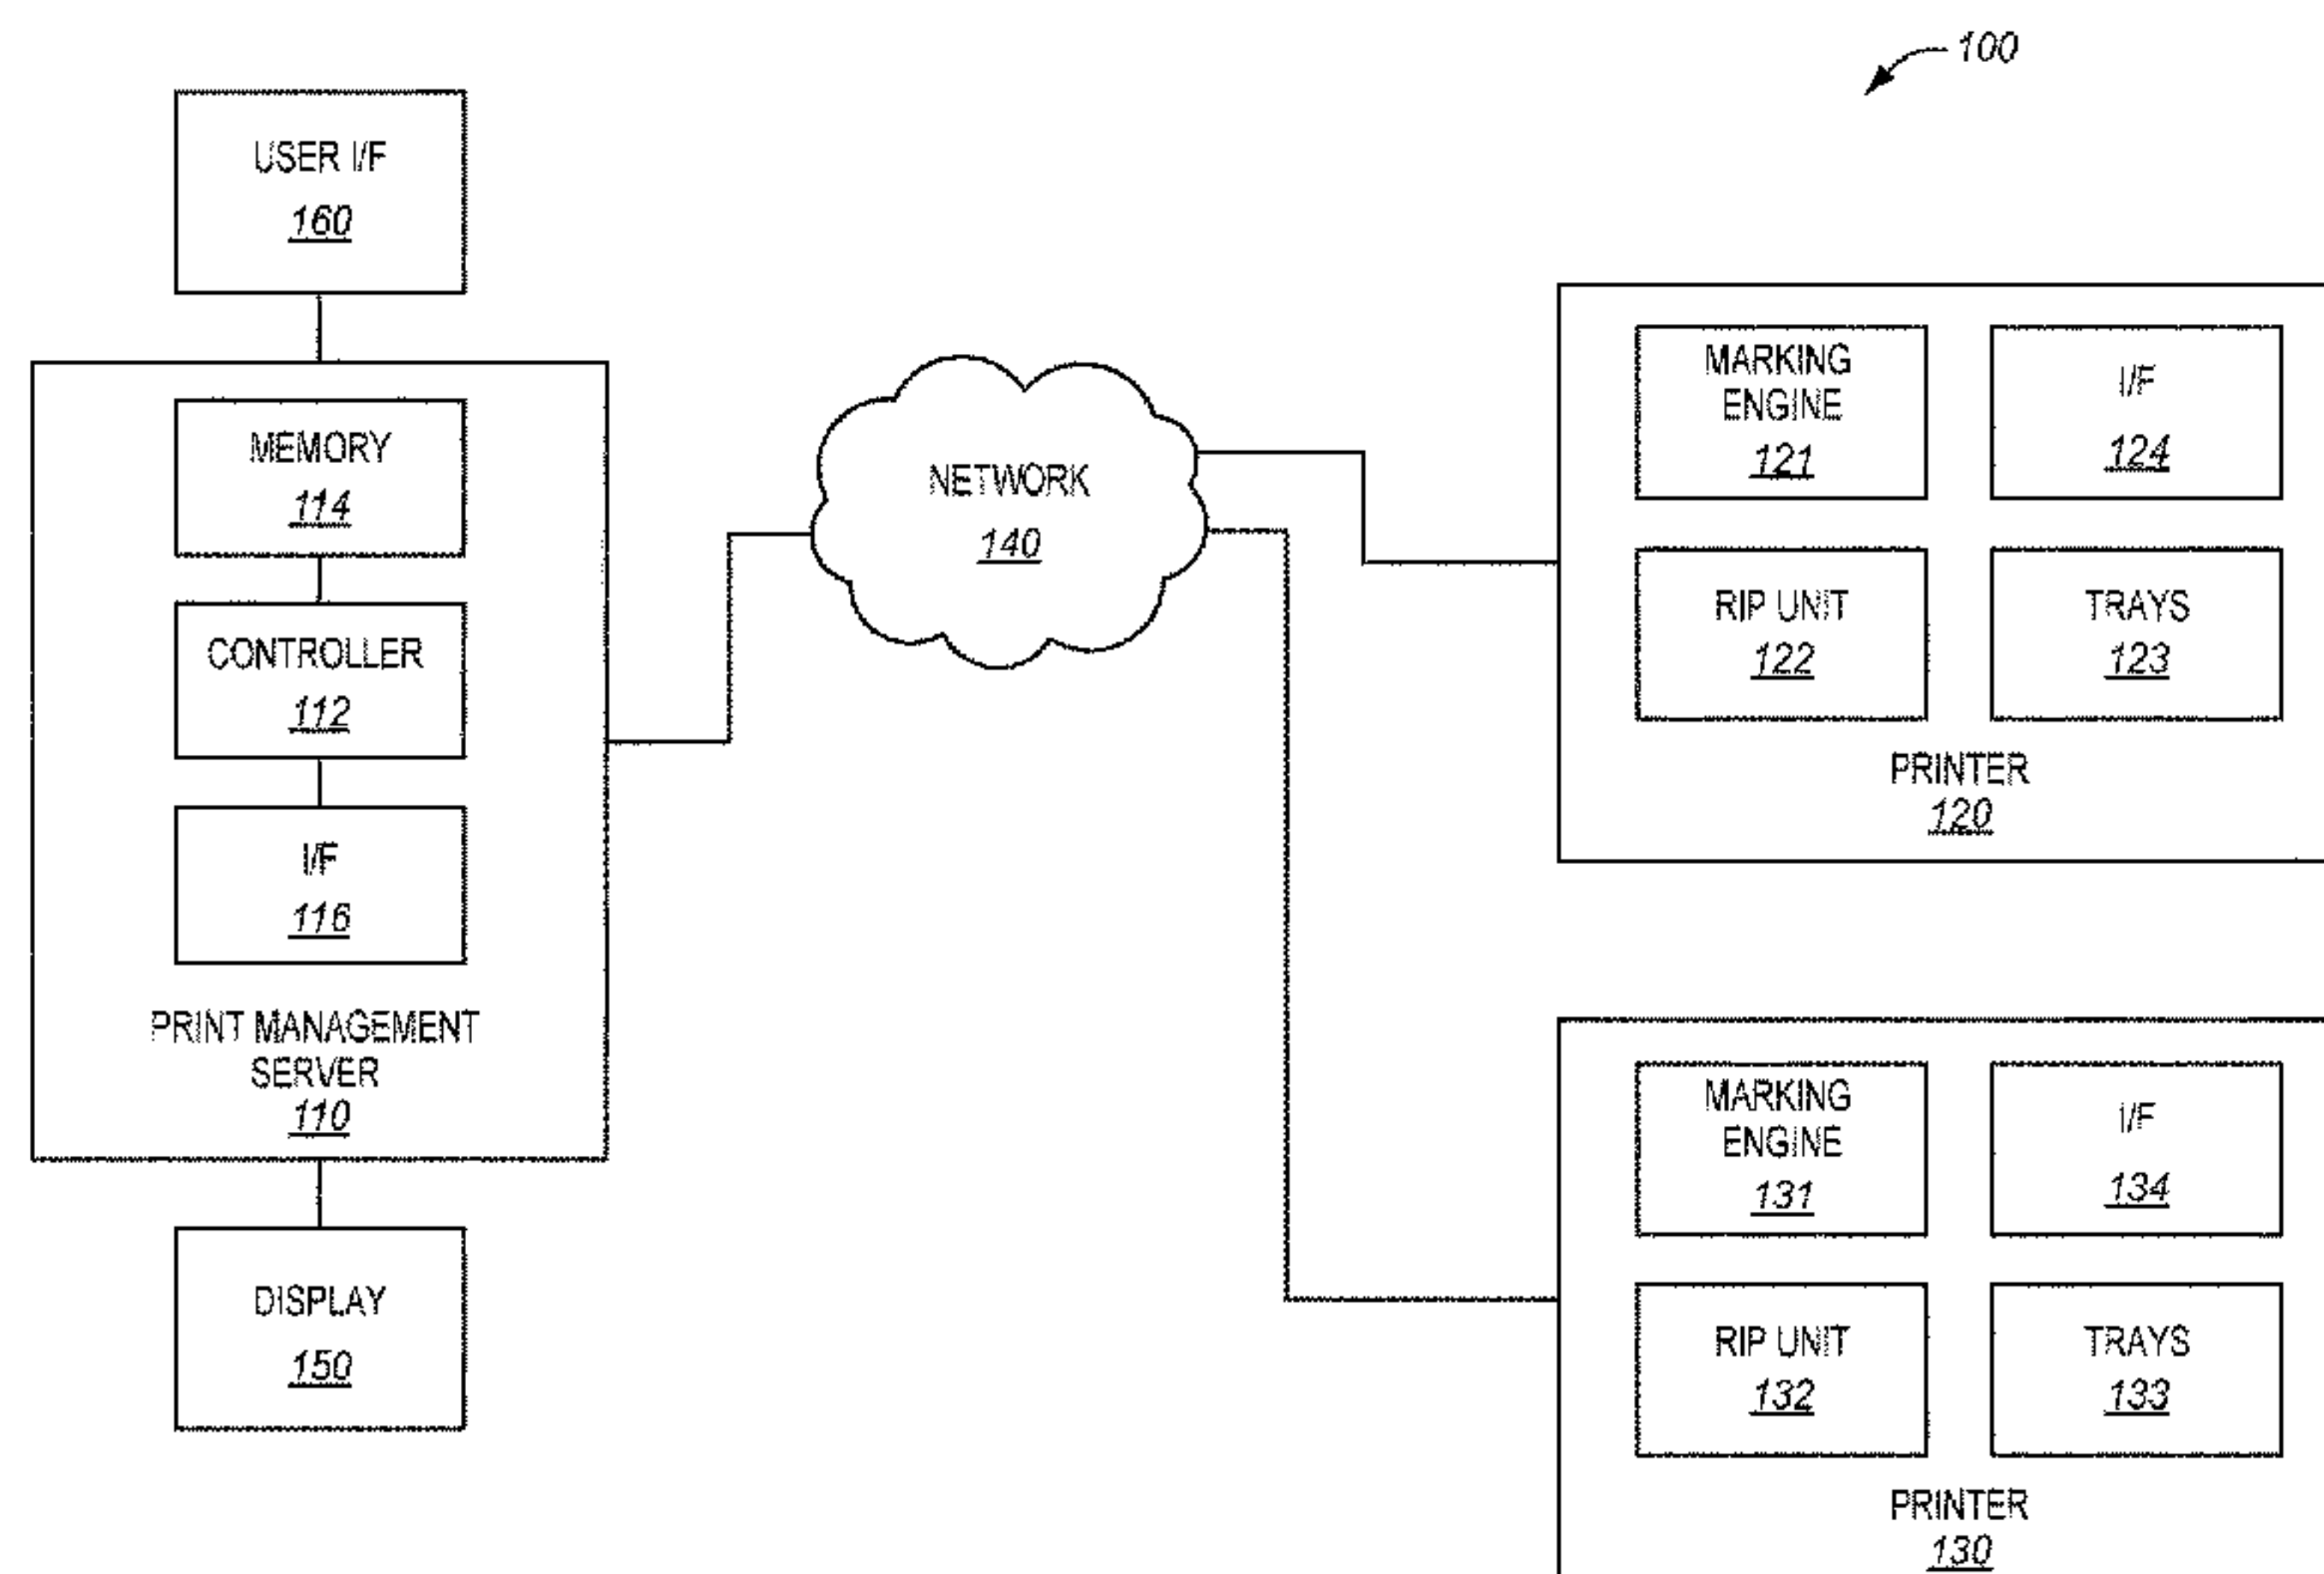 100
USER I/F
160
MEMORY
114
CONTROLLER
112
I/F
116
PRINT MANAGEMENT
SERVER
110
DISPLAY
150
NETWORK
140
MARKING
ENGINE
121
I/F
124
RIP UNIT
122
TRAYS
123
PRINTER
120
MARKING
ENGINE
131
I/F
134
RIP UNIT
132
TRAYS
133
PRINTER
130